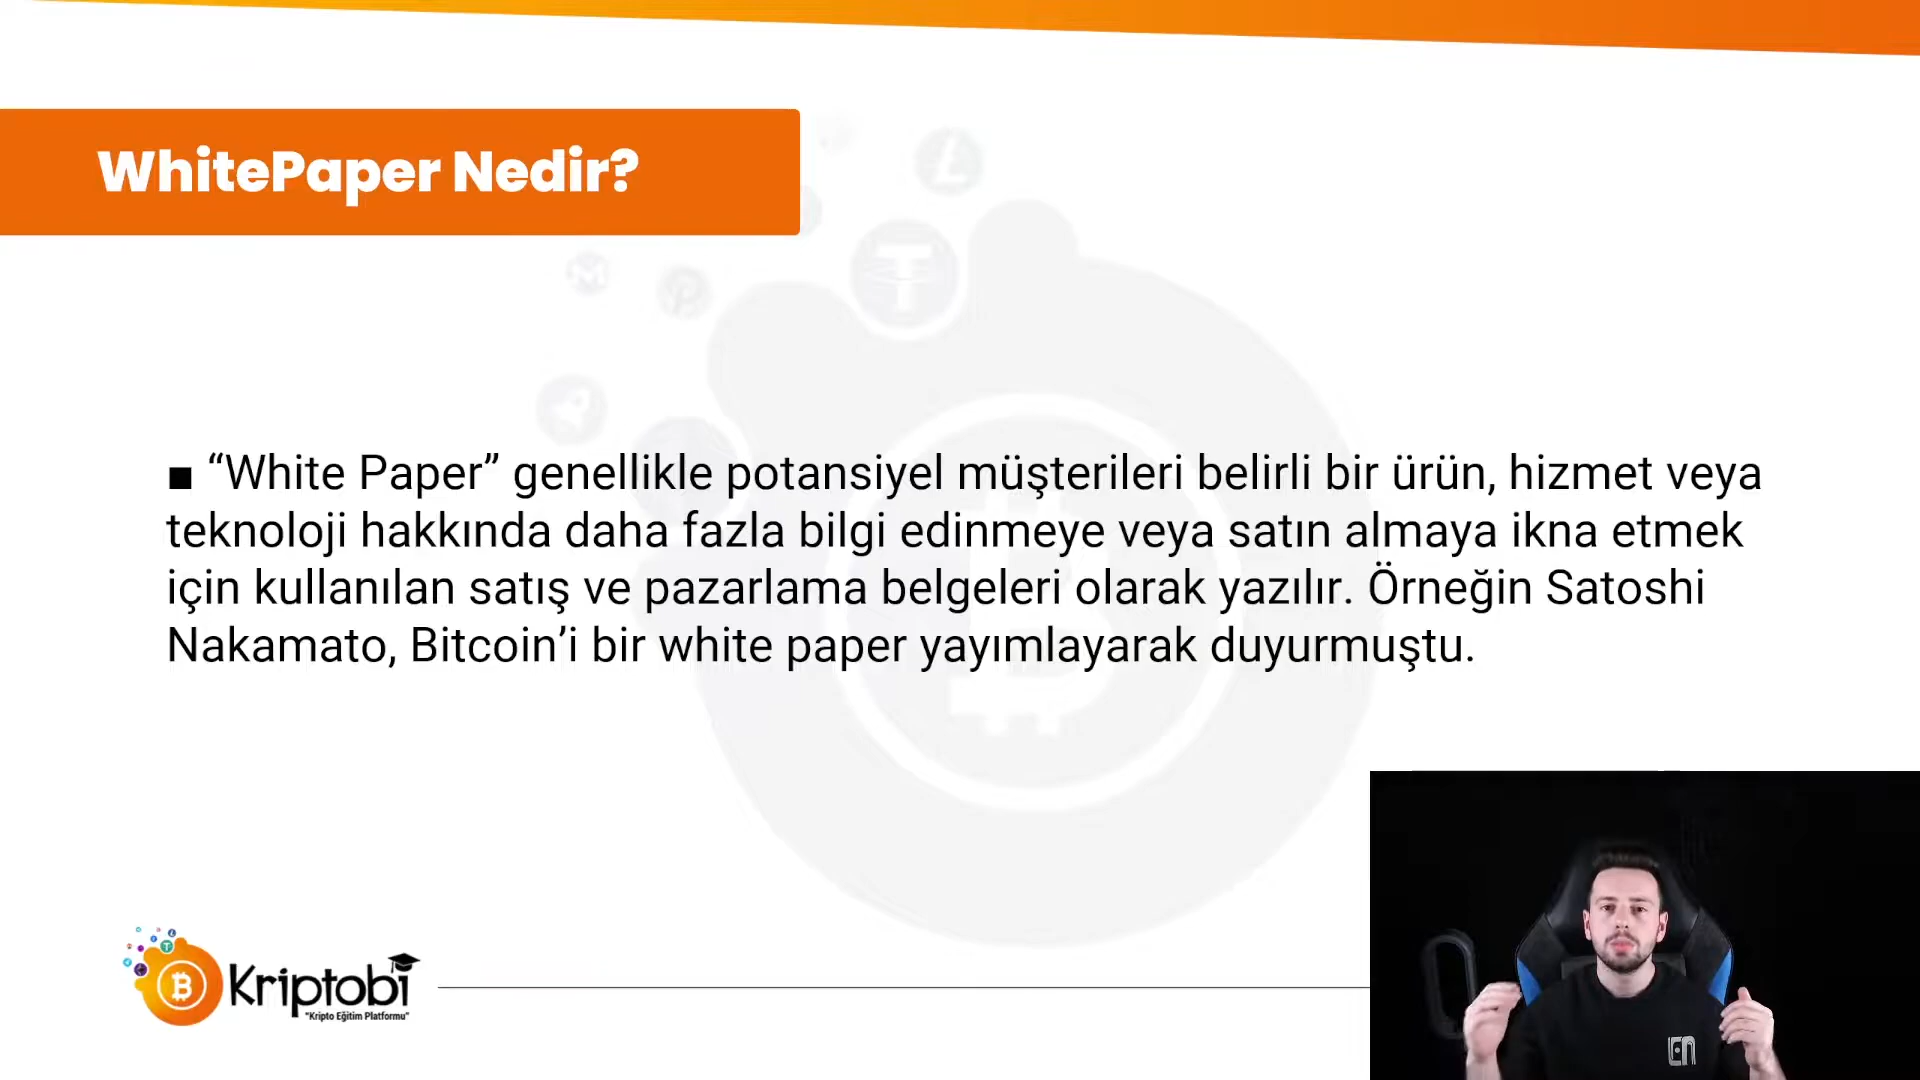 WhitePaper Nedir?
■ “White Paper” genellikle potansiyel müşterileri belirli bir ürün, hizmet veya
teknoloji hakkında daha fazla bilgi edinmeye veya satın almaya ikna etmek
için kullanılan satış ve pazarlama belgeleri olarak yazılır. Örneğin Satoshi
Nakamato, Bitcoin’i bir white paper yayımlayarak duyurmuştu.
Kriptobi
"Kripto Eğitim Platformu"